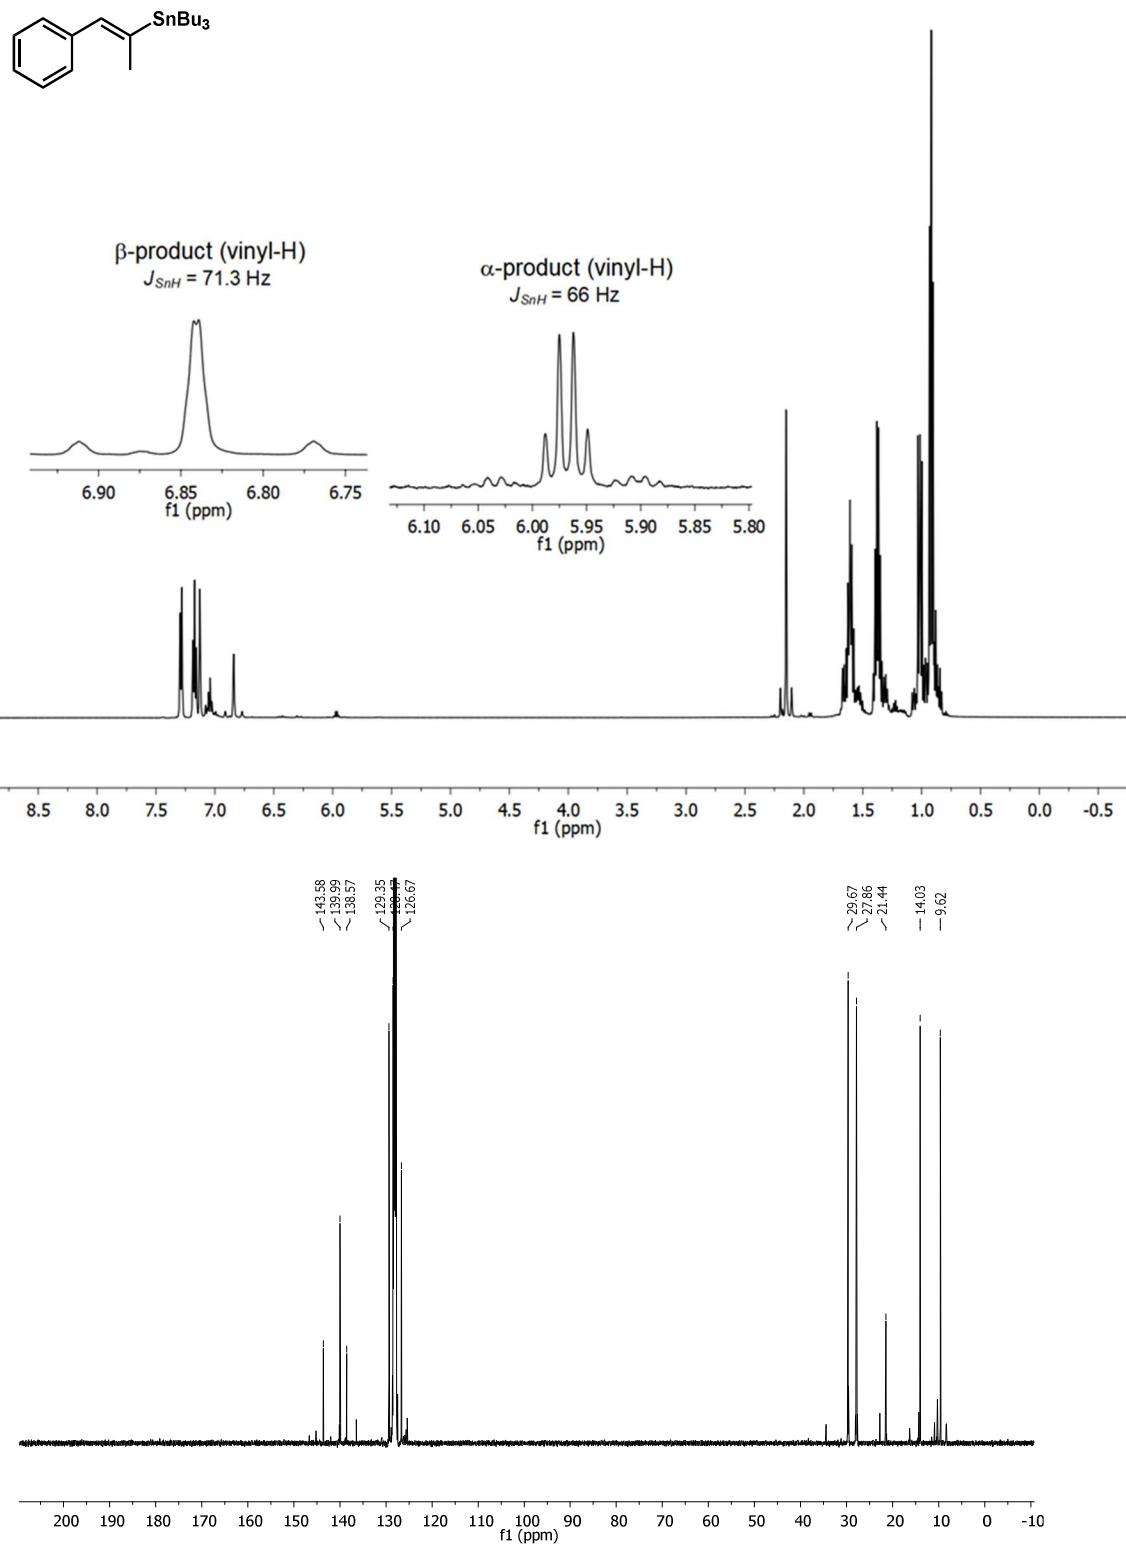 SnBu3
β-product (vinyl-H)
JSnH = 71.3 Hz
α-product (vinyl-H)
JSnH = 66 Hz
6.90 6.85 6.80 6.75
f1 (ppm)
6.10 6.05 6.00 5.95 5.90 5.85 5.80
f1 (ppm)
8.5 8.0 7.5 7.0 6.5 6.0 5.5 5.0 4.5 4.0 3.5 3.0 2.5 2.0 1.5 1.0 0.5 0.0 -0.5
f1 (ppm)
143.58
139.99
138.57
129.35
126.67
29.67
27.86
21.44
14.03
9.62
200 190 180 170 160 150 140 130 120 110 100 90 80 70 60 50 40 30 20 10 0 -10
f1 (ppm)